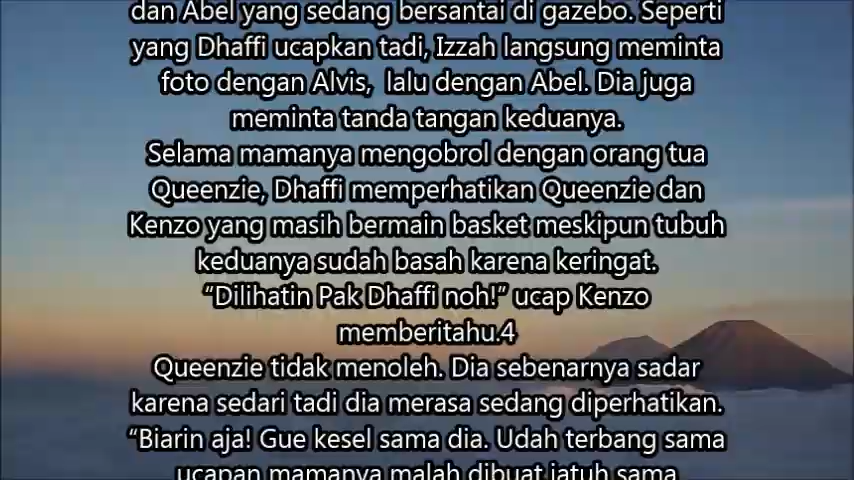 dan Abel yang sedang bersantai di gazebo. Seperti
yang Dhaffi ucapkan tadi, Izzah langsung meminta
foto dengan Alvis,  lalu dengan Abel. Dia juga
meminta tanda tangan keduanya.
Selama mamanya mengobrol dengan orang tua
Queenzie, Dhaffi memperhatikan Queenzie dan
Kenzo yang masih bermain basket meskipun tubuh
keduanya sudah basah karena keringat.
“Dilihatin Pak Dhaffi noh!” ucap Kenzo
memberitahu.4
Queenzie tidak menoleh. Dia sebenarnya sadar
karena sedari tadi dia merasa sedang diperhatikan.
“Biarin aja! Gue kesel sama dia. Udah terbang sama
ucapan mamanya malah dibuat jatuh sama